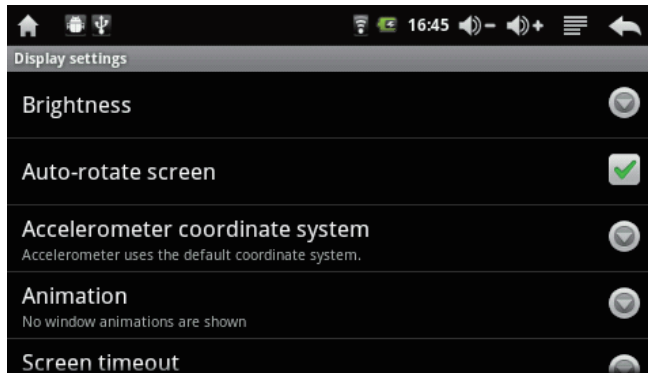 16:45 − +
Display settings
Brightness
Auto-rotate screen
Accelerometer coordinate system
Accelerometer uses the default coordinate system.
Animation
No window animations are shown
Screen timeout